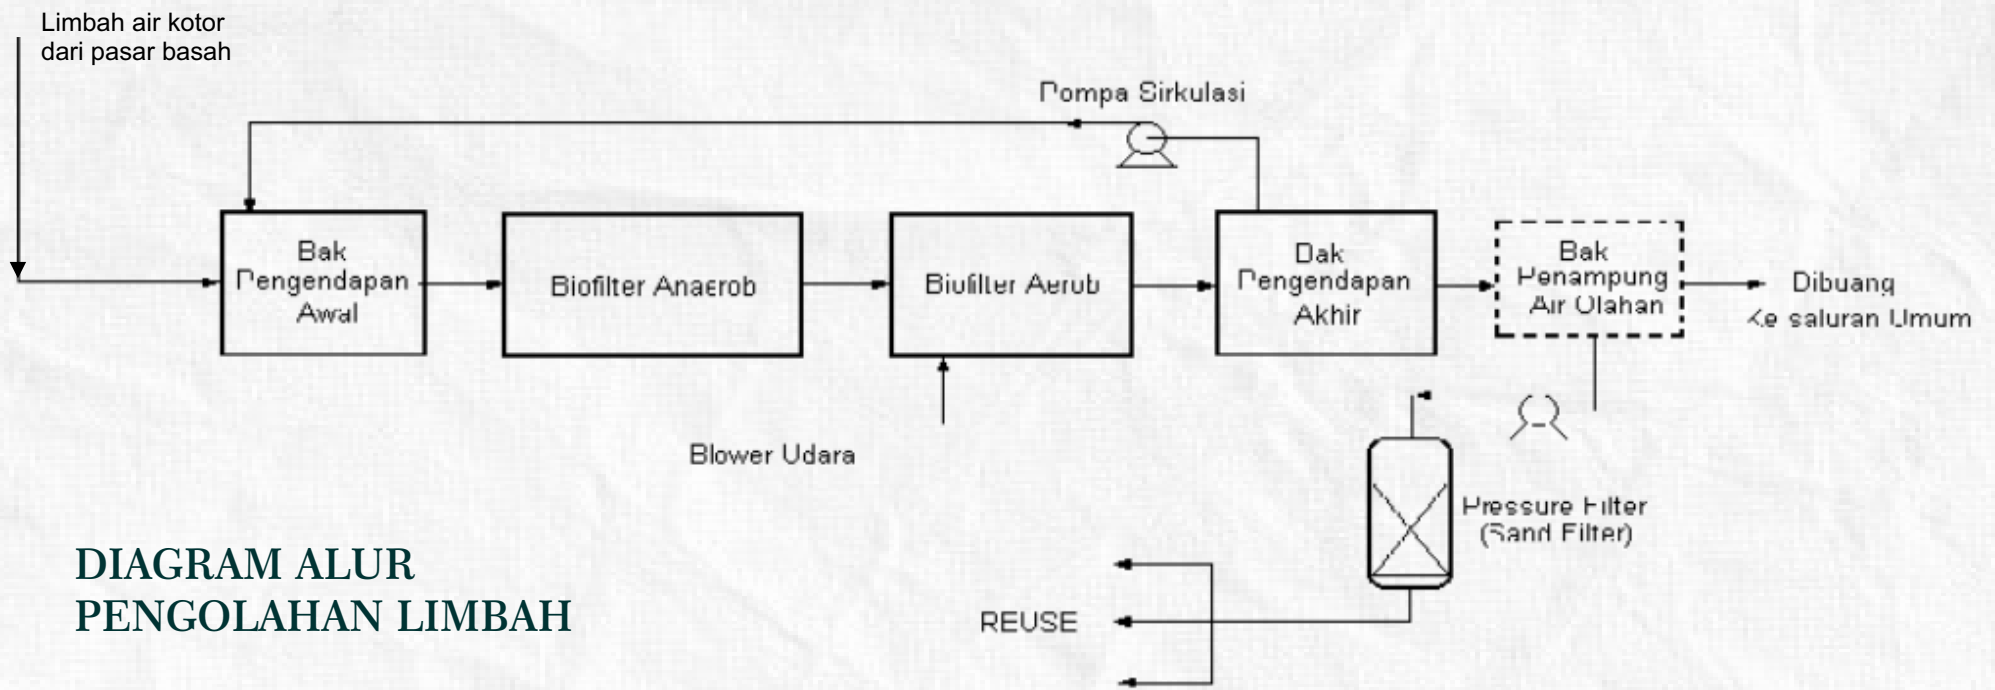 Limbah air kotor
dari pasar basah
Pompa Sirkulasi
Bak
Pengendapan
Awal
Biofilter Anaerob
Biofilter Aerob
Bak
Pengendapan
Akhir
Bak
Penampung
Air Olahan
Dibuang
Ke saluran Umum
Blower Udara
Pressure Filter
(Sand Filter)
REUSE
DIAGRAM ALUR
PENGOLAHAN LIMBAH